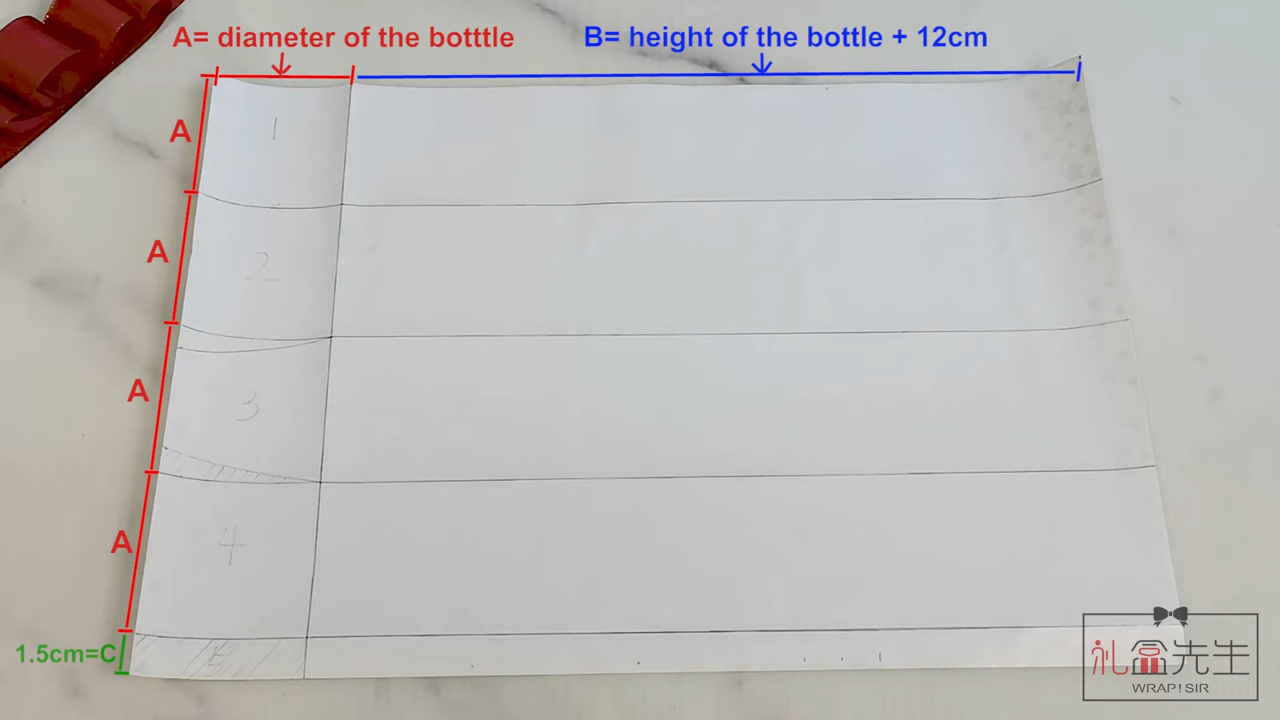 A= diameter of the botttle
B= height of the bottle + 12cm
A
1
A
2
A
3
A
4
1.5cm=C
5
礼盒先生
WRAP!SIR